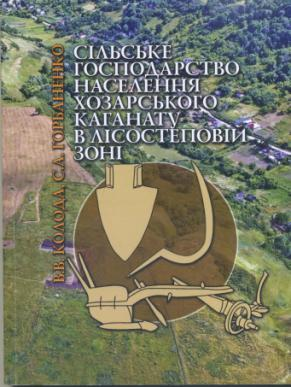 В.В. КОЛОДА, С.А. ГОРБАНЕНКО
СІЛЬСЬКЕ
ГОСПОДАРСТВО
НАСЕЛЕННЯ
ХОЗАРСЬКОГО
КАГАНАТУ
В ЛІСОСТЕПОВІЙ
ЗОНІ